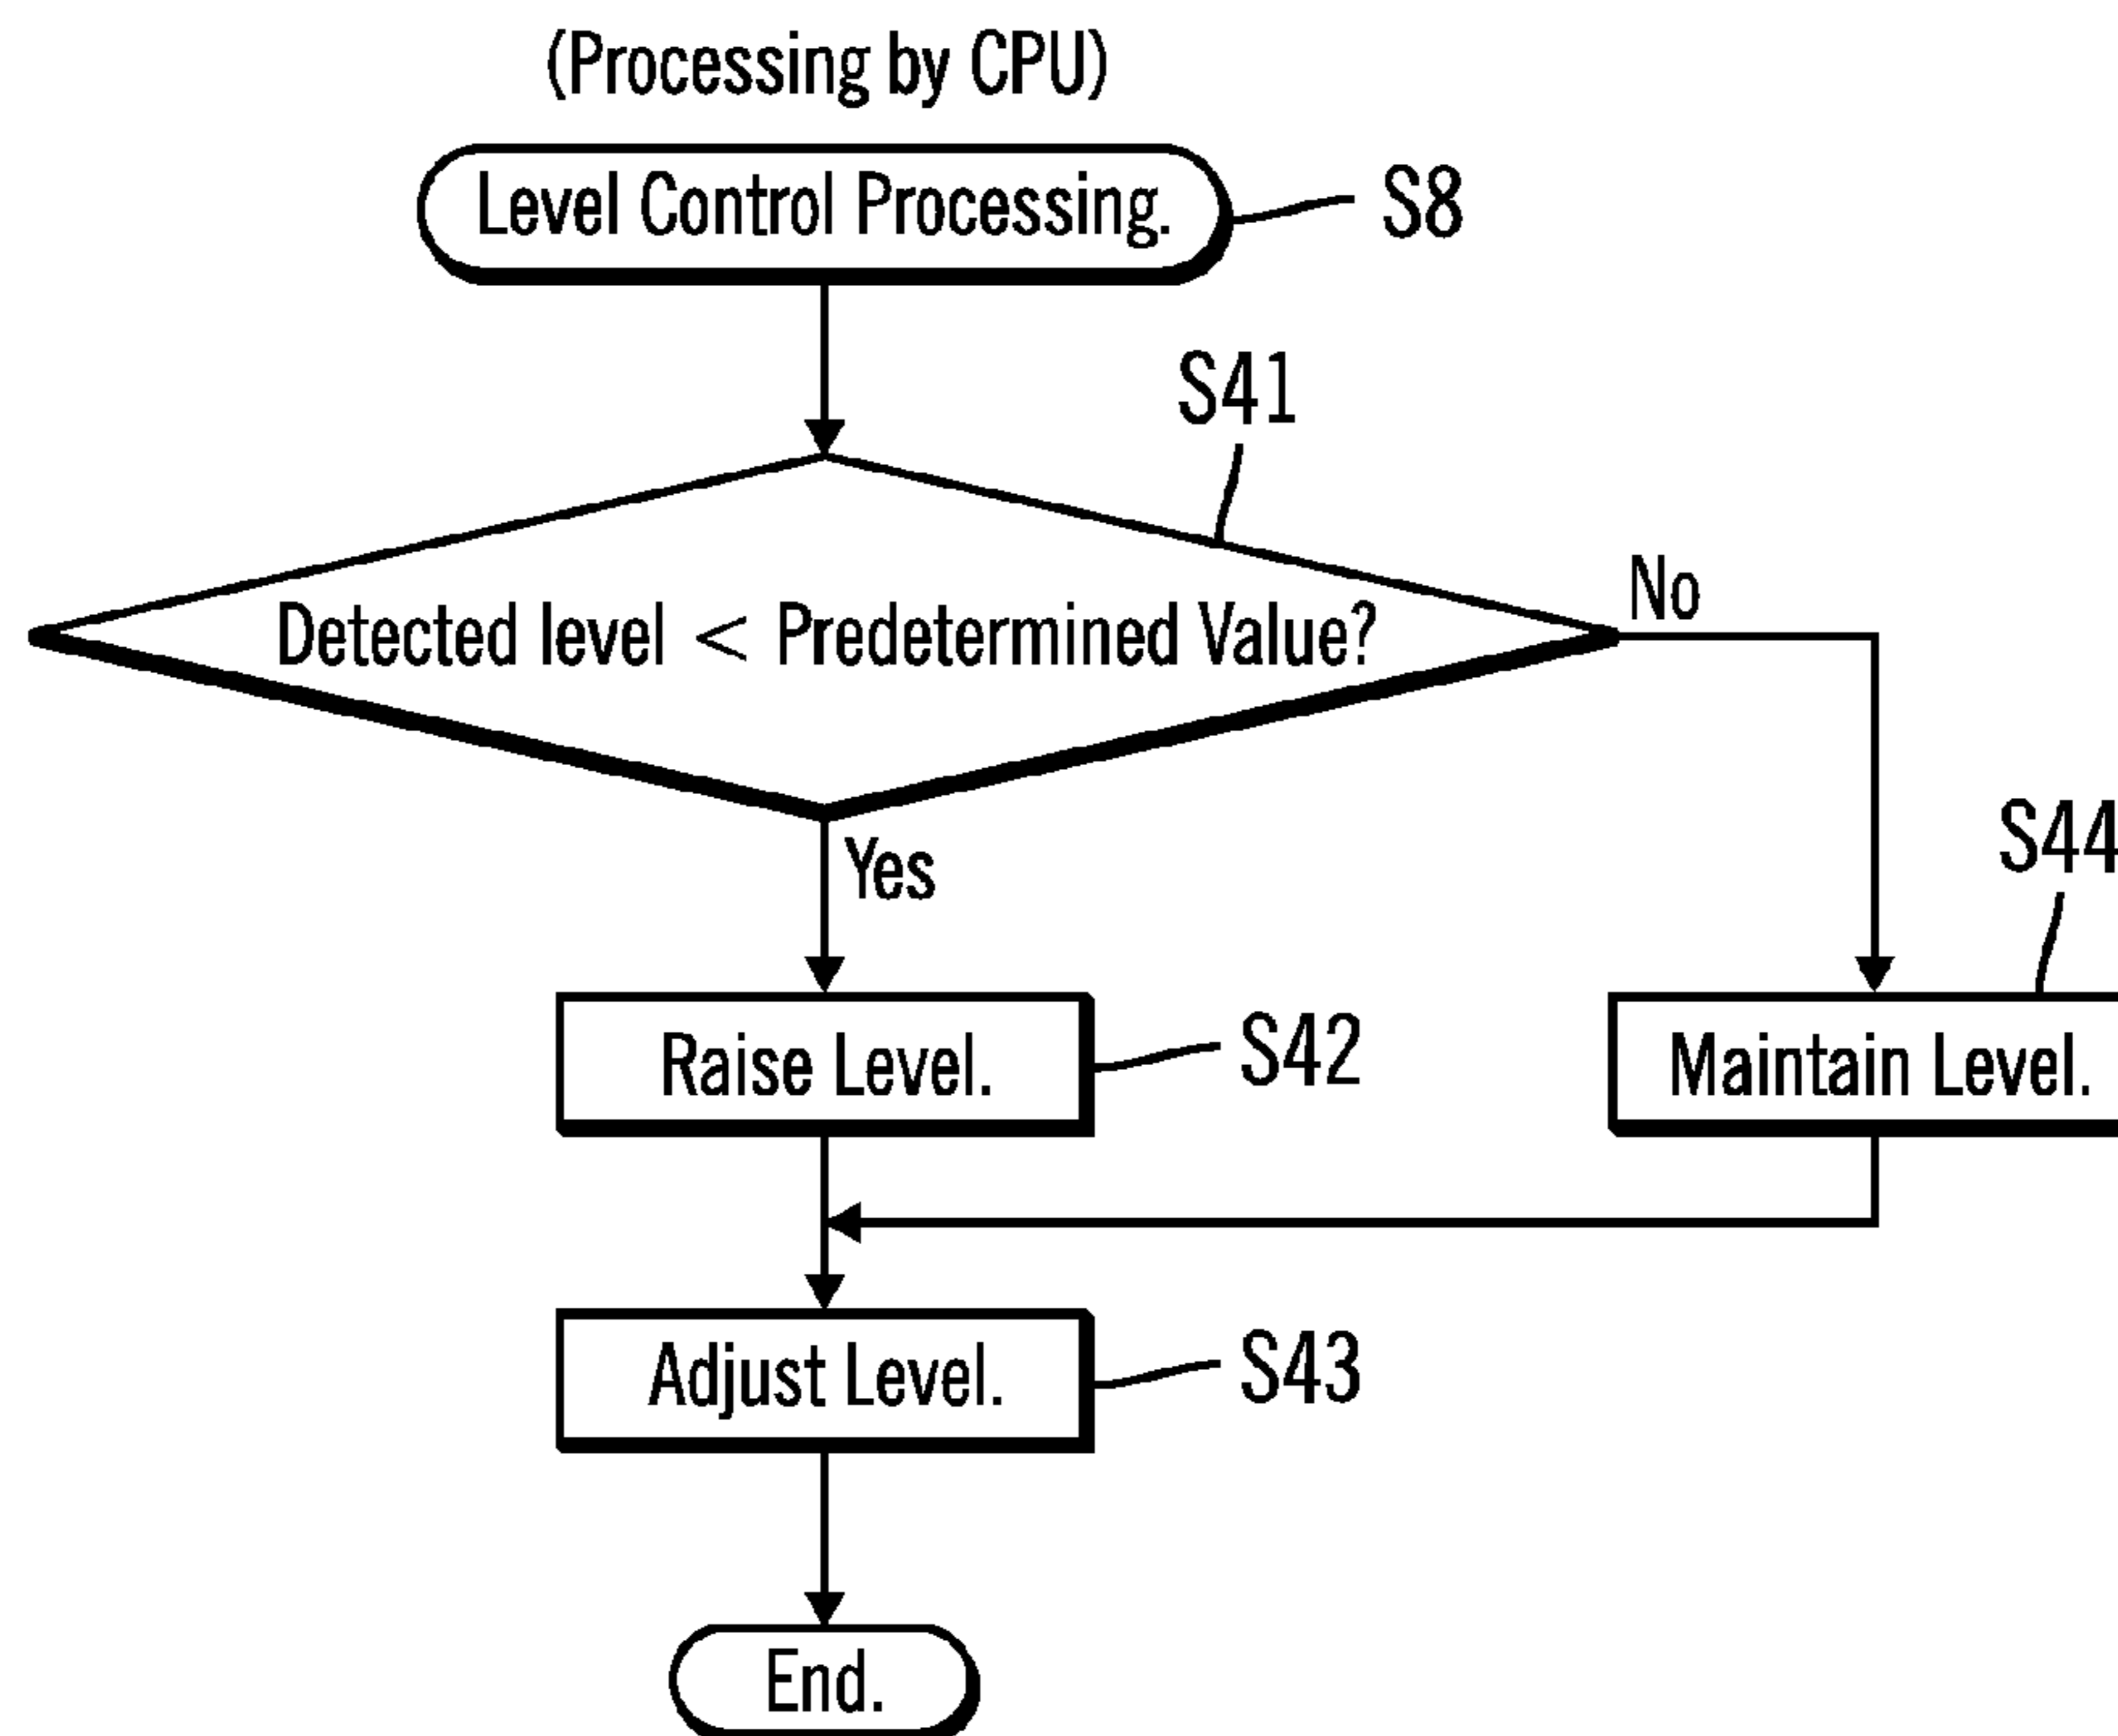 (Processing by CPU)
Level Control Processing.
S8
S41
Detected level < Predetermined Value?
No
Yes
S44
Raise Level.
S42
Maintain Level.
Adjust Level.
S43
End.